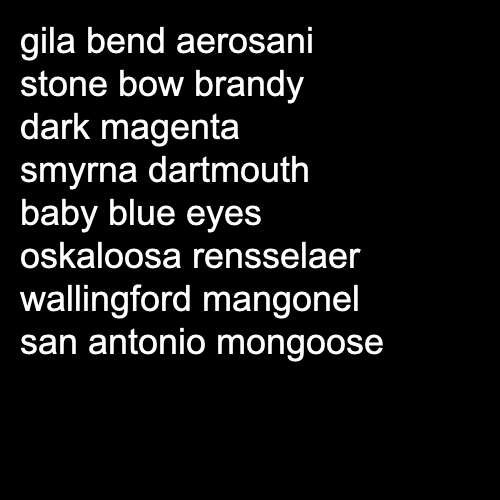 gila bend aerosani
stone bow brandy
dark magenta
smyrna dartmouth
baby blue eyes
oskaloosa rensselaer
wallingford mangonel
san antonio mongoose